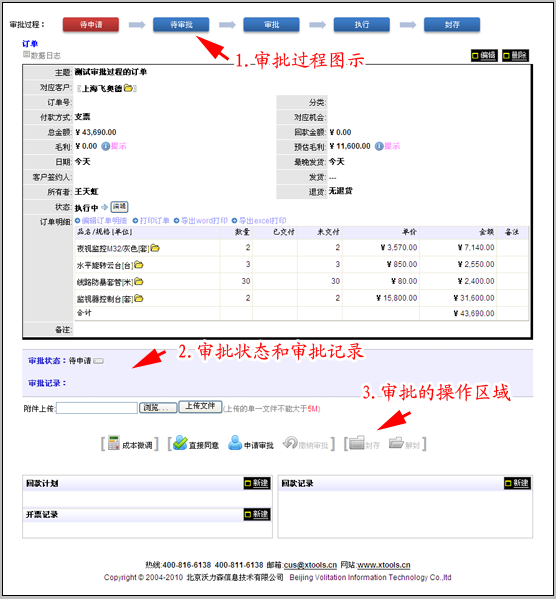 审批过程： 待申请 待审批 审批 执行 封存
1.审批过程图示
订单
数据日志 编辑 删除
主题: 测试审批过程的订单
对应客户: 〖上海飞奥德〗
订单号: 分类:
付款方式: 支票 对应机会:
总金额: ¥ 43,690.00 回款金额: ¥ 0.00
毛利: ¥ 0.00 提示 预估毛利: ¥ 11,600.00 提示
日期: 今天 最晚发货: 今天
客户签约人: 发货: ---
所有者: 王天虹 退货: 无退货
状态: 执行中 编辑
订单明细: 编辑订单明细 打印订单 导出word打印 导出excel打印
品名/规格[单位] 数量 已交付 未交付 单价 金额 备注
夜视监控M32/灰色[套] 2 2 ¥ 3,570.00 ¥ 7,140.00
水平旋转云台[台] 3 3 ¥ 850.00 ¥ 2,550.00
线路防暴套管[米] 30 30 ¥ 80.00 ¥ 2,400.00
监视器控制台[套] 2 2 ¥ 15,800.00 ¥ 31,600.00
合计 ¥ 43,690.00
备注:
2.审批状态和审批记录
审批状态：待申请
审批记录：
3.审批的操作区域
附件上传: 浏览... 上传文件 (上传的单一文件不能大于5M)
[ 成本微调 ] [ 直接同意 申请审批 撤销审批 ] [ 封存 解封 ]
回款计划 新建 回款记录 新建
开票记录 新建
热线:400-816-6138 400-811-6138 邮箱:cus@xtools.cn 网站:www.xtools.cn
Copyright © 2004-2010 北京沃力森信息技术有限公司 Beijing Volitation Information Technology Co.,ltd